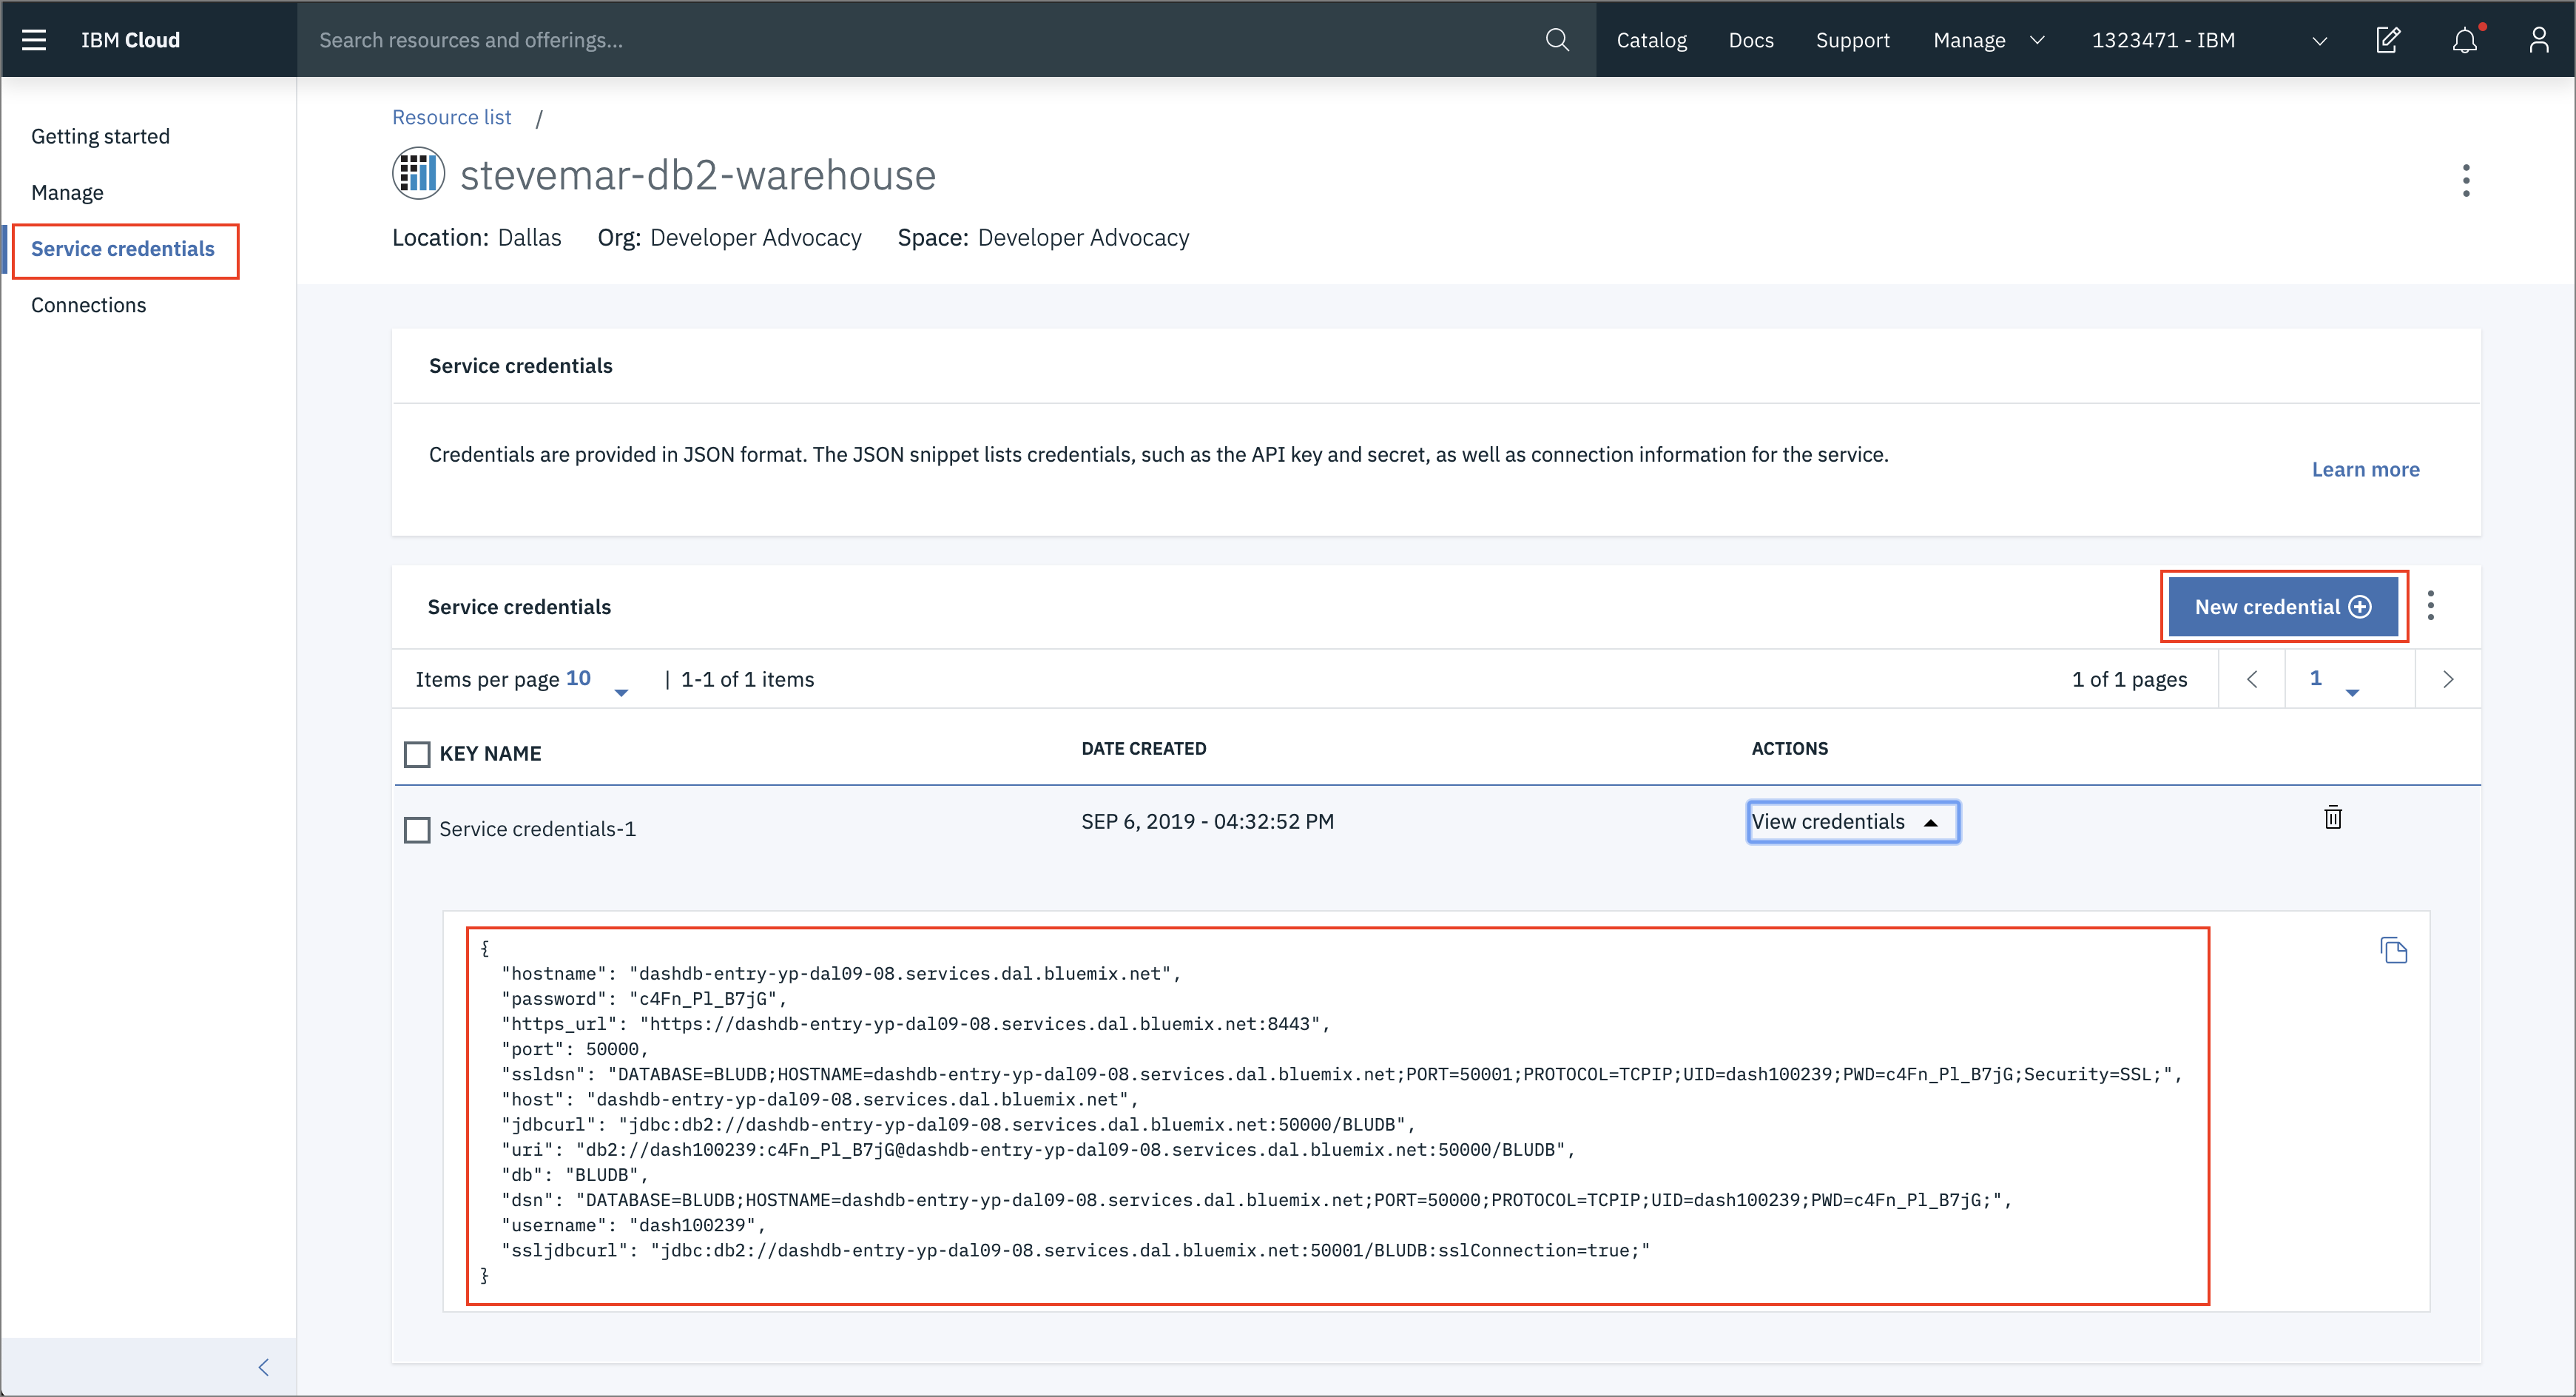 IBM Cloud
Search resources and offerings...
Catalog
Docs
Support
Manage
1323471 - IBM
Getting started
Manage
Service credentials
Connections
Resource list /
stevemar-db2-warehouse
Location: Dallas Org: Developer Advocacy Space: Developer Advocacy
Service credentials
Credentials are provided in JSON format. The JSON snippet lists credentials, such as the API key and secret, as well as connection information for the service.
Learn more
Service credentials
New credential
Items per page 10 | 1-1 of 1 items
1 of 1 pages
1
KEY NAME DATE CREATED ACTIONS
Service credentials-1 SEP 6, 2019 - 04:32:52 PM View credentials
{
"hostname": "dashdb-entry-yp-dal09-08.services.dal.bluemix.net",
"password": "c4Fn_Pl_B7jG",
"https_url": "https://dashdb-entry-yp-dal09-08.services.dal.bluemix.net:8443",
"port": 50000,
"ssldsn": "DATABASE=BLUDB;HOSTNAME=dashdb-entry-yp-dal09-08.services.dal.bluemix.net;PORT=50001;PROTOCOL=TCPIP;UID=dash100239;PWD=c4Fn_Pl_B7jG;Security=SSL;",
"host": "dashdb-entry-yp-dal09-08.services.dal.bluemix.net",
"jdbcurl": "jdbc:db2://dashdb-entry-yp-dal09-08.services.dal.bluemix.net:50000/BLUDB",
"uri": "db2://dash100239:c4Fn_Pl_B7jG@dashdb-entry-yp-dal09-08.services.dal.bluemix.net:50000/BLUDB",
"db": "BLUDB",
"dsn": "DATABASE=BLUDB;HOSTNAME=dashdb-entry-yp-dal09-08.services.dal.bluemix.net;PORT=50000;PROTOCOL=TCPIP;UID=dash100239;PWD=c4Fn_Pl_B7jG;",
"username": "dash100239",
"ssljdbcurl": "jdbc:db2://dashdb-entry-yp-dal09-08.services.dal.bluemix.net:50001/BLUDB:sslConnection=true;"
}